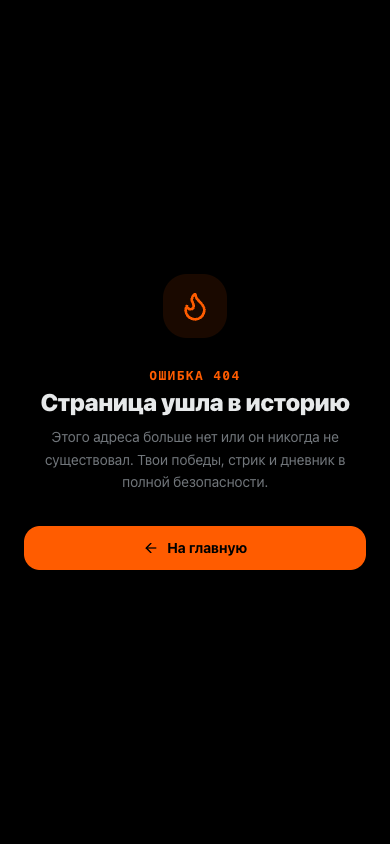 ОШИБКА 404
Страница ушла в историю
Этого адреса больше нет или он никогда не
существовал. Твои победы, стрик и дневник в
полной безопасности.
← На главную